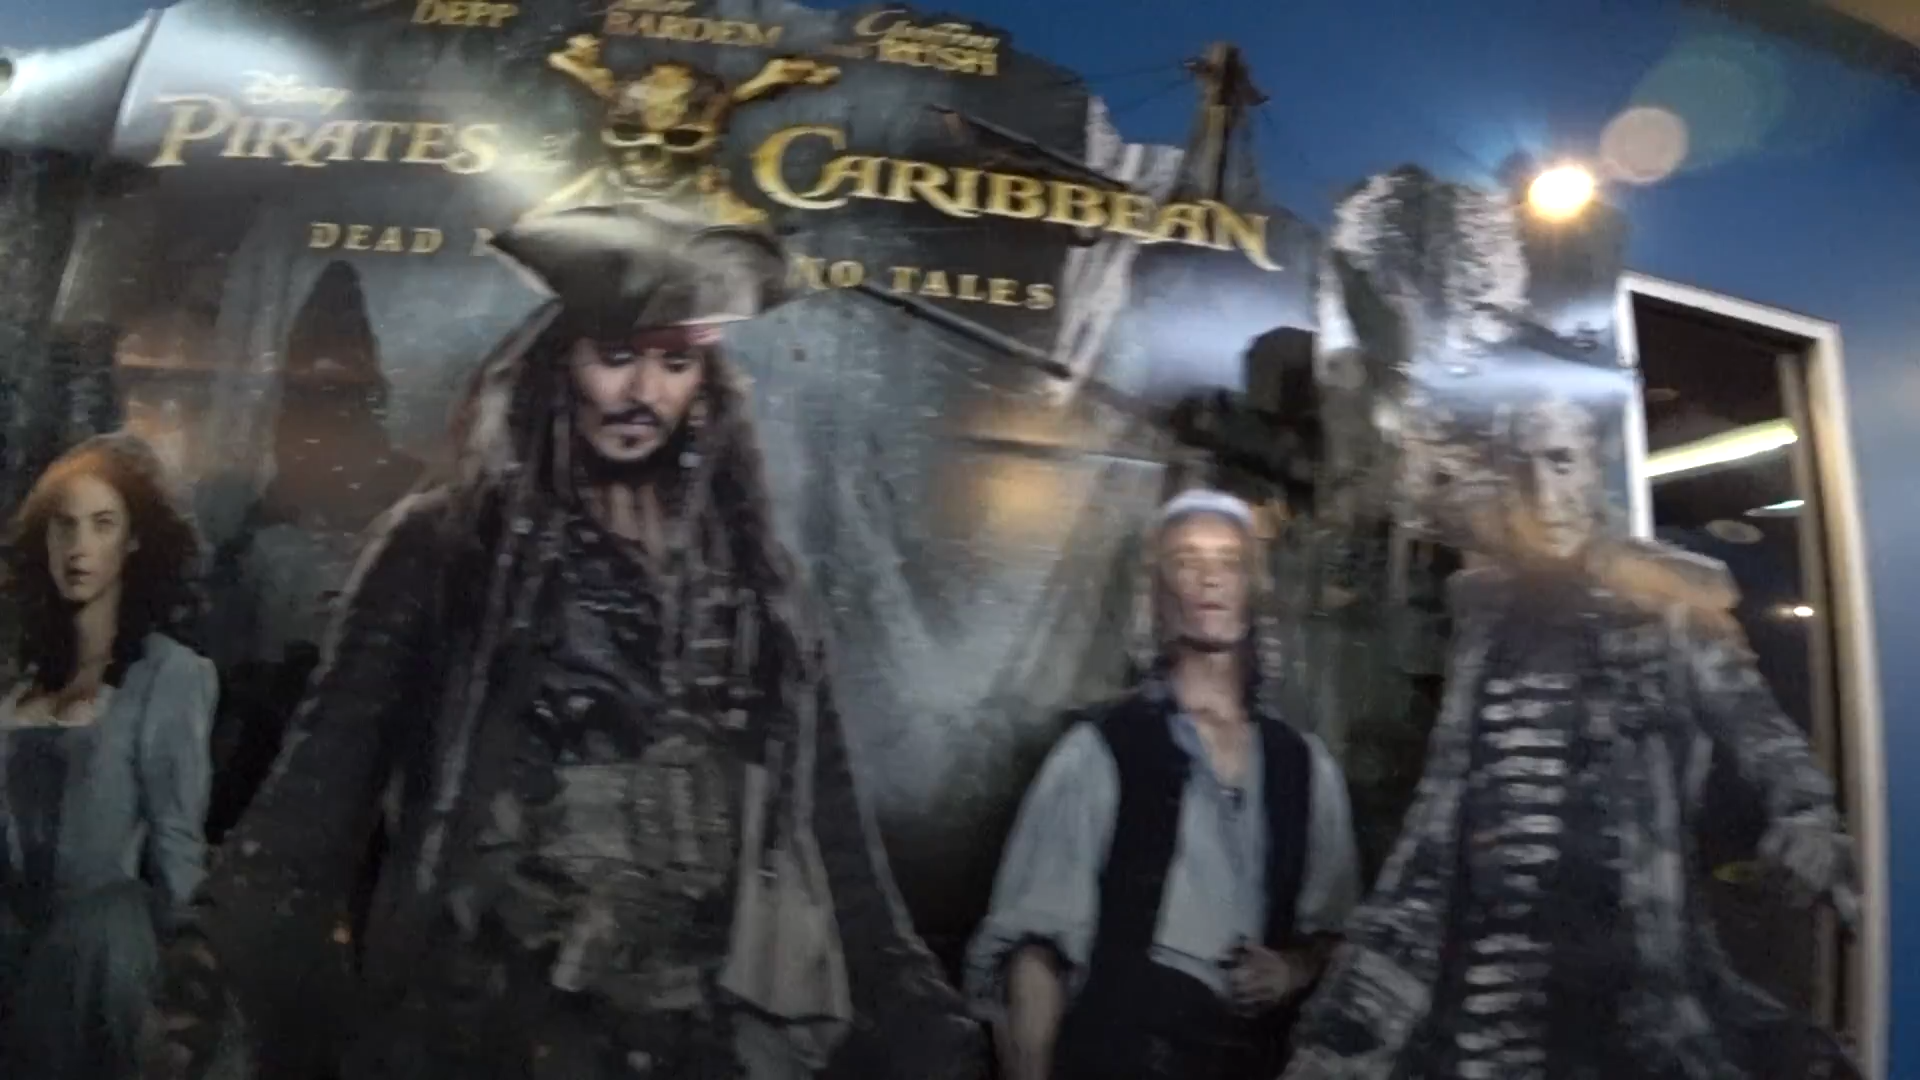 DEPP
BARDEM
RUSH
Disney
PIRATES CARIBBEAN
DEAD NO TALES